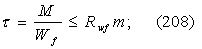 τ = M / W_f ≤ R_wf m;   (208)